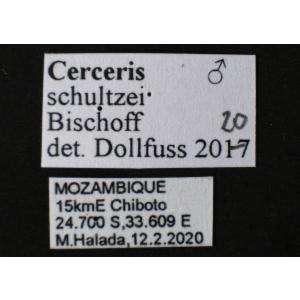 Cerceris ♂
schultzei
Bischoff 20
det. Dollfuss 2017
MOZAMBIQUE
15kmE Chiboto
24.700 S,33.609 E
M.Halada,12.2.2020